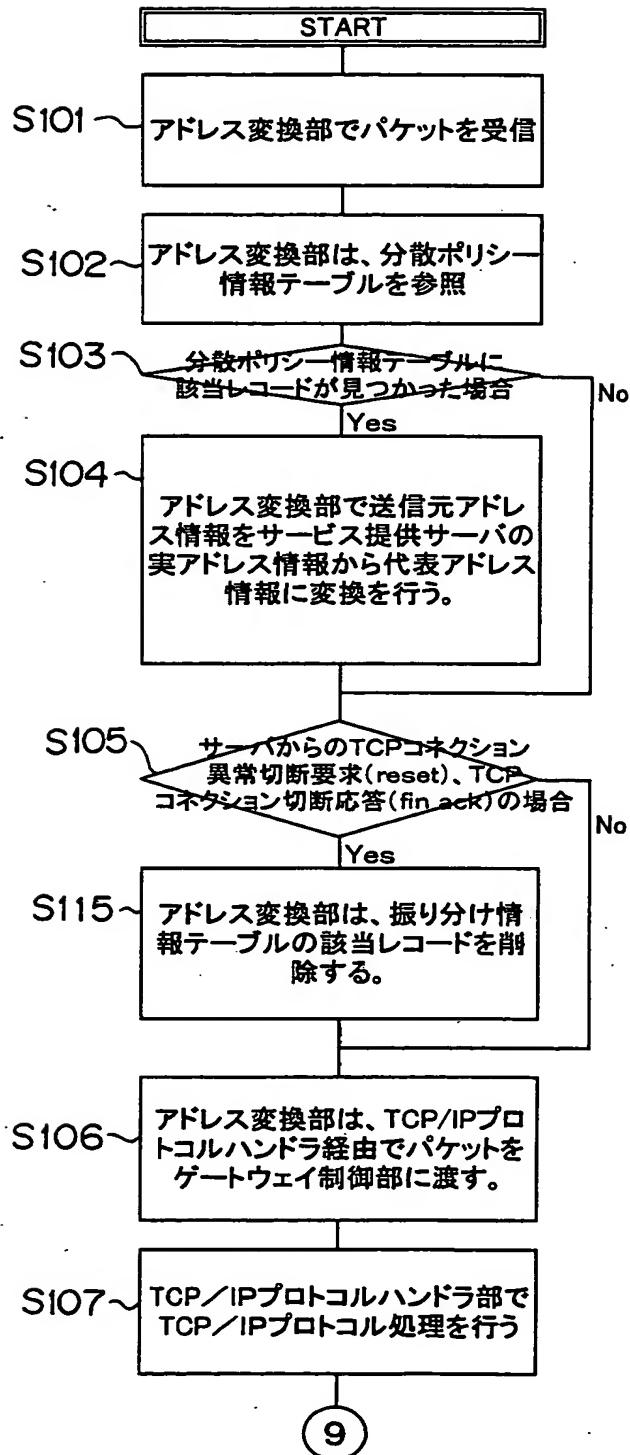 START
S101
アドレス変換部でパケットを受信
S102
アドレス変換部は、分散ポリシー
情報テーブルを参照
S103
分散ポリシー情報テーブルに
該当レコードが見つかった場合
No
Yes
S104
アドレス変換部で送信元アドレ
ス情報をサービス提供サーバの
実アドレス情報から代表アドレス
情報に変換を行う。
S105
サーバからのTCPコネクション
異常切断要求(reset)、TCP
コネクション切断応答(fin ack)の場合
No
Yes
S115
アドレス変換部は、振り分け情
報テーブルの該当レコードを削
除する。
S106
アドレス変換部は、TCP/IPプロ
トコルハンドラ経由でパケットを
ゲートウェイ制御部に渡す。
S107
TCP／IPプロトコルハンドラ部で
TCP／IPプロトコル処理を行う
9